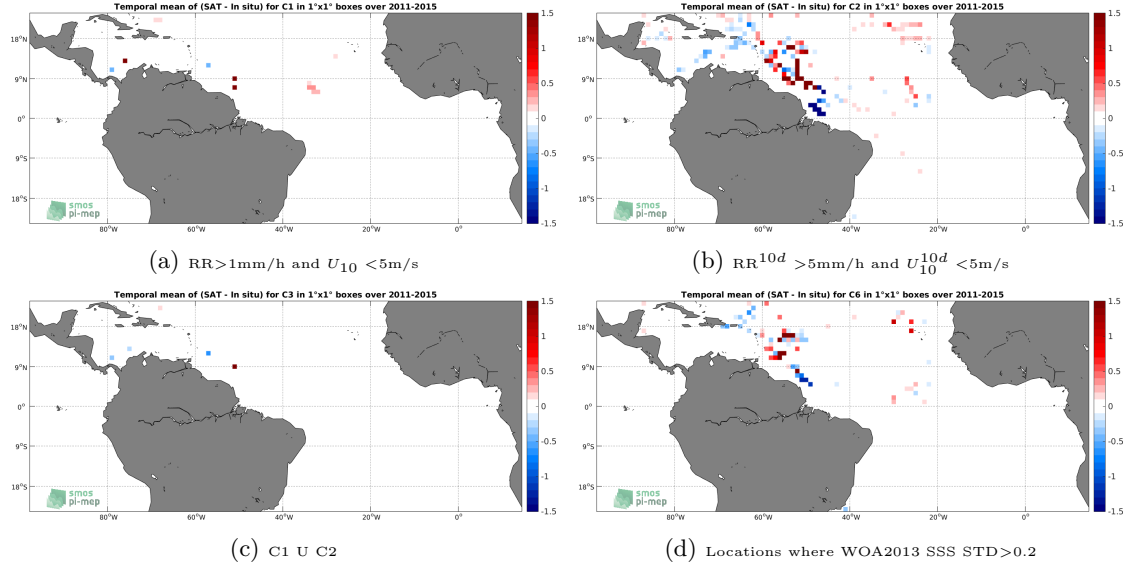 Temporal mean of (SAT - In situ) for C1 in 1°x1° boxes over 2011-2015
18°N
9°N
0°
9°S
18°S
80°W 60°W 40°W 20°W 0°
1.5
1
0.5
0
-0.5
-1
-1.5
smos
pi-mep
(a) RR>1mm/h and U10 <5m/s
Temporal mean of (SAT - In situ) for C2 in 1°x1° boxes over 2011-2015
18°N
9°N
0°
9°S
18°S
80°W 60°W 40°W 20°W 0°
1.5
1
0.5
0
-0.5
-1
-1.5
smos
pi-mep
(b) RR^10d >5mm/h and U10^10d <5m/s
Temporal mean of (SAT - In situ) for C3 in 1°x1° boxes over 2011-2015
18°N
9°N
0°
9°S
18°S
80°W 60°W 40°W 20°W 0°
1.5
1
0.5
0
-0.5
-1
-1.5
smos
pi-mep
(c) C1 U C2
Temporal mean of (SAT - In situ) for C6 in 1°x1° boxes over 2011-2015
18°N
9°N
0°
9°S
18°S
80°W 60°W 40°W 20°W 0°
1.5
1
0.5
0
-0.5
-1
-1.5
smos
pi-mep
(d) Locations where WOA2013 SSS STD>0.2